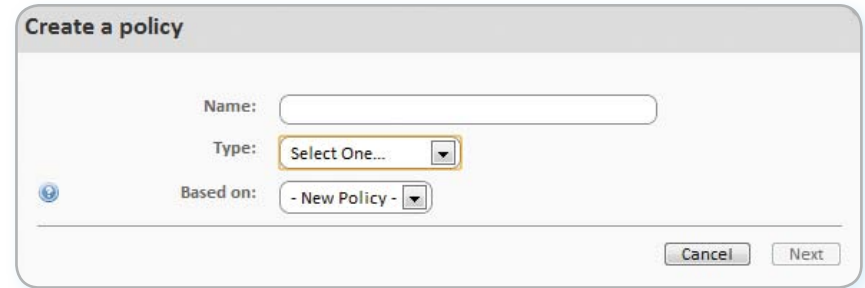 Create a policy
Name:
Type: Select One...
Based on: - New Policy -
Cancel Next